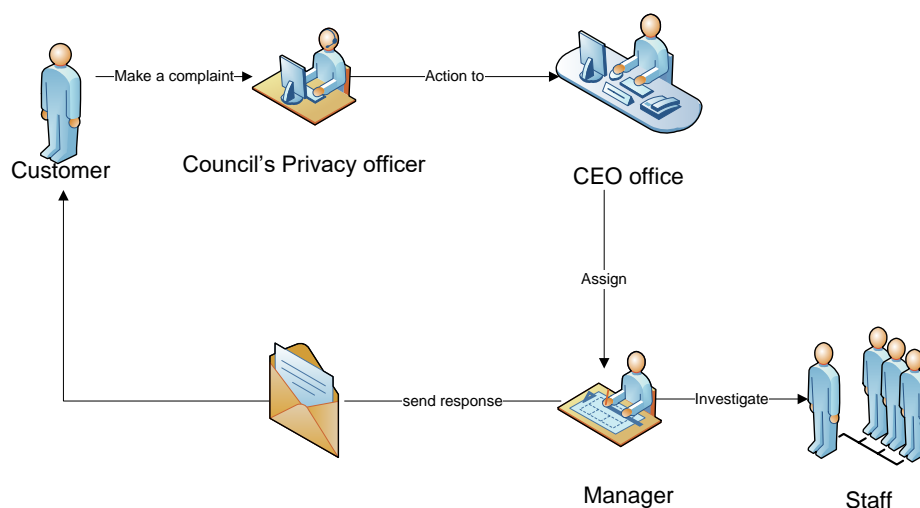 Make a complaint
Action to
Customer
Council's Privacy officer
CEO office
Assign
send response
Investigate
Manager
Staff